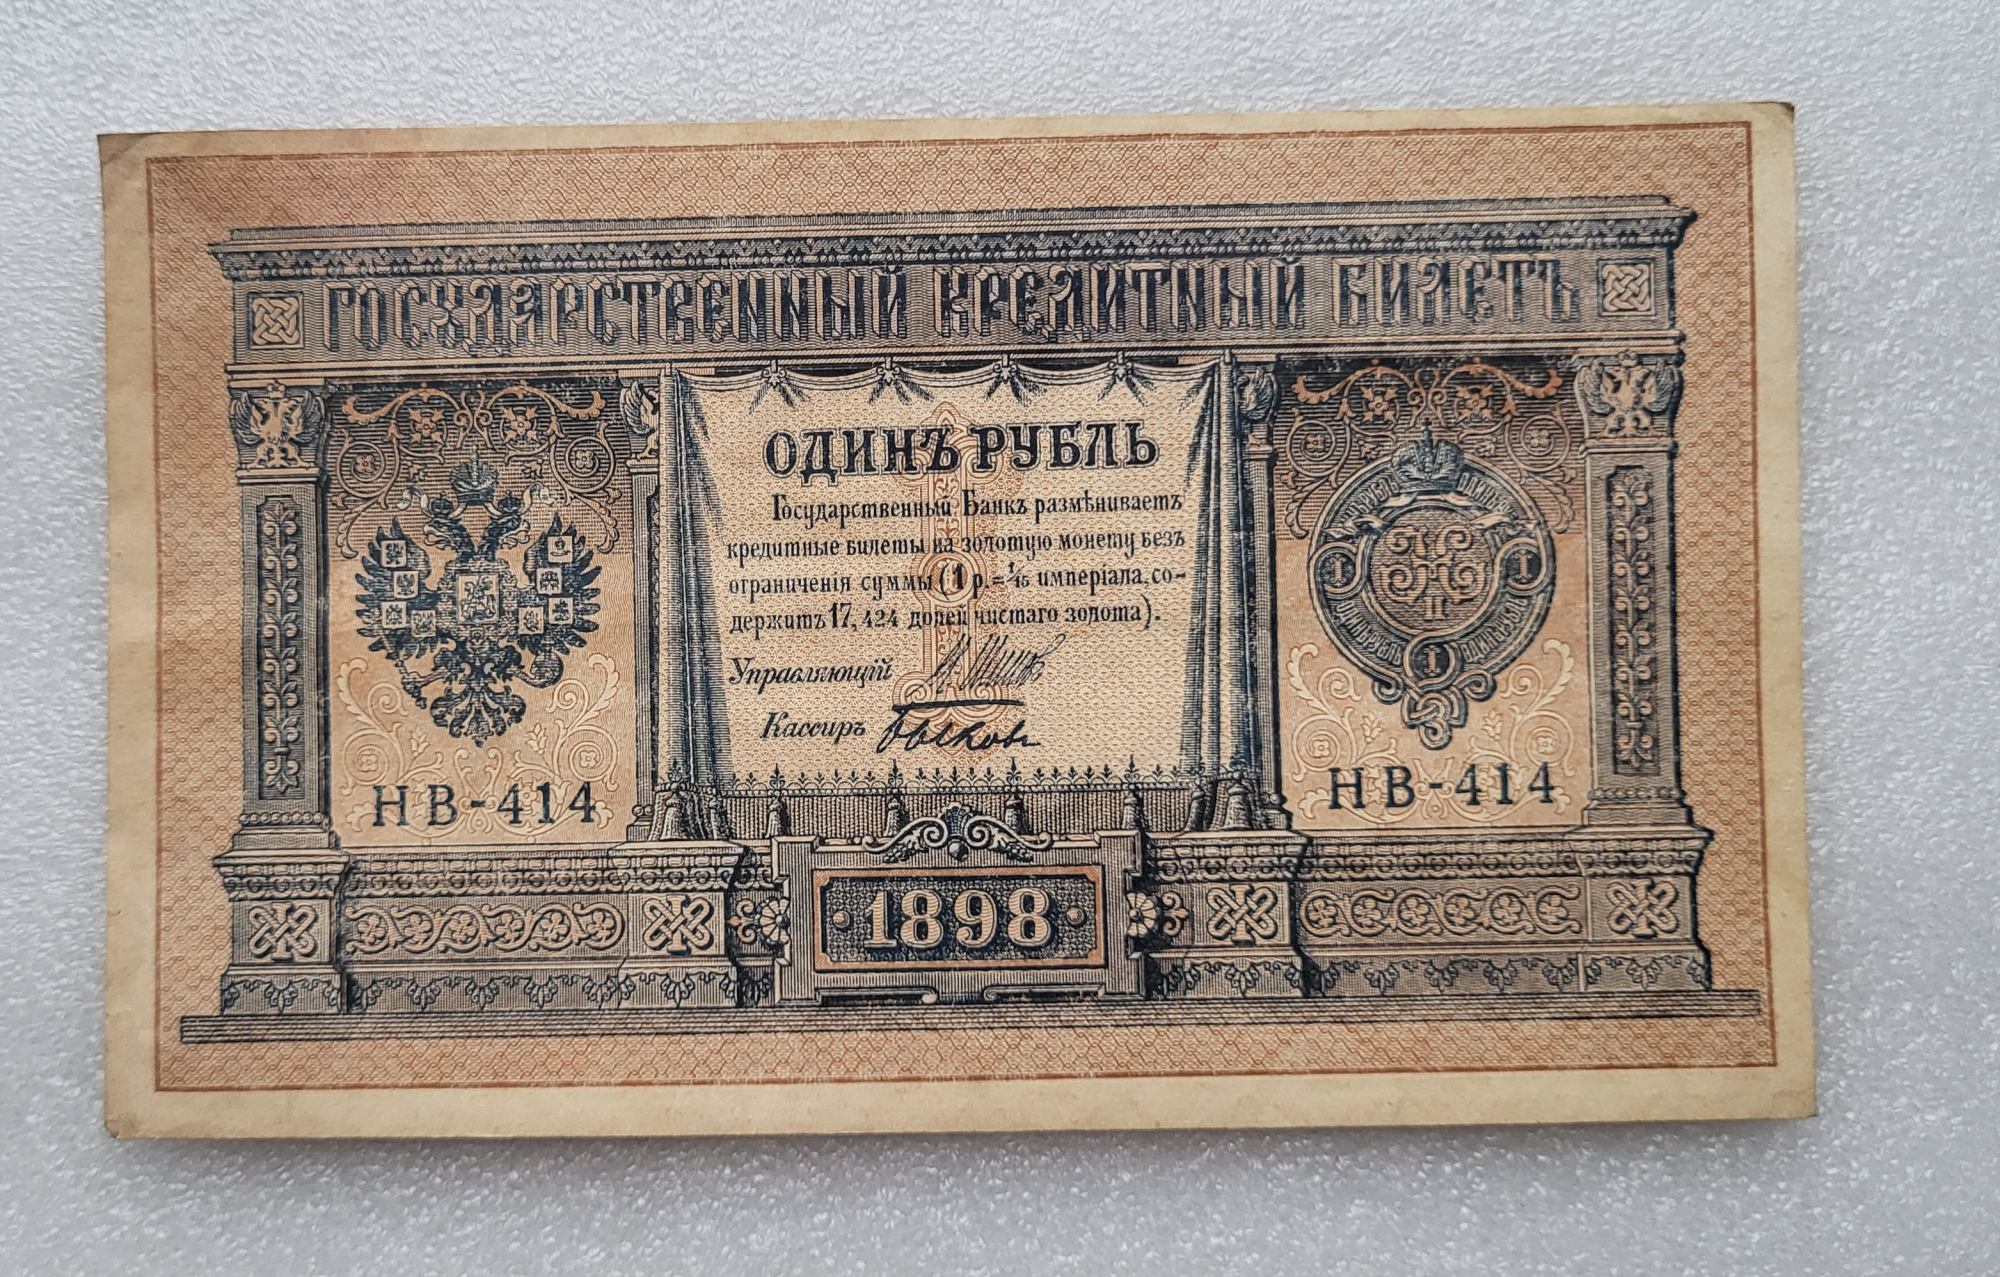 ГОСУДАРСТВЕННЫЙ КРЕДИТНЫЙ БИЛЕТЪ
ОДИНЪ РУБЛЬ
Государственный Банкъ размѣниваетъ
кредитные билеты на золотую монету безъ
ограниченія суммы (1 р. = 1/15 имперіала, со-
держитъ 17,424 долей чистаго золота).
Управляющій
Кассиръ
НВ-414
НВ-414
1898
I
I
I
II